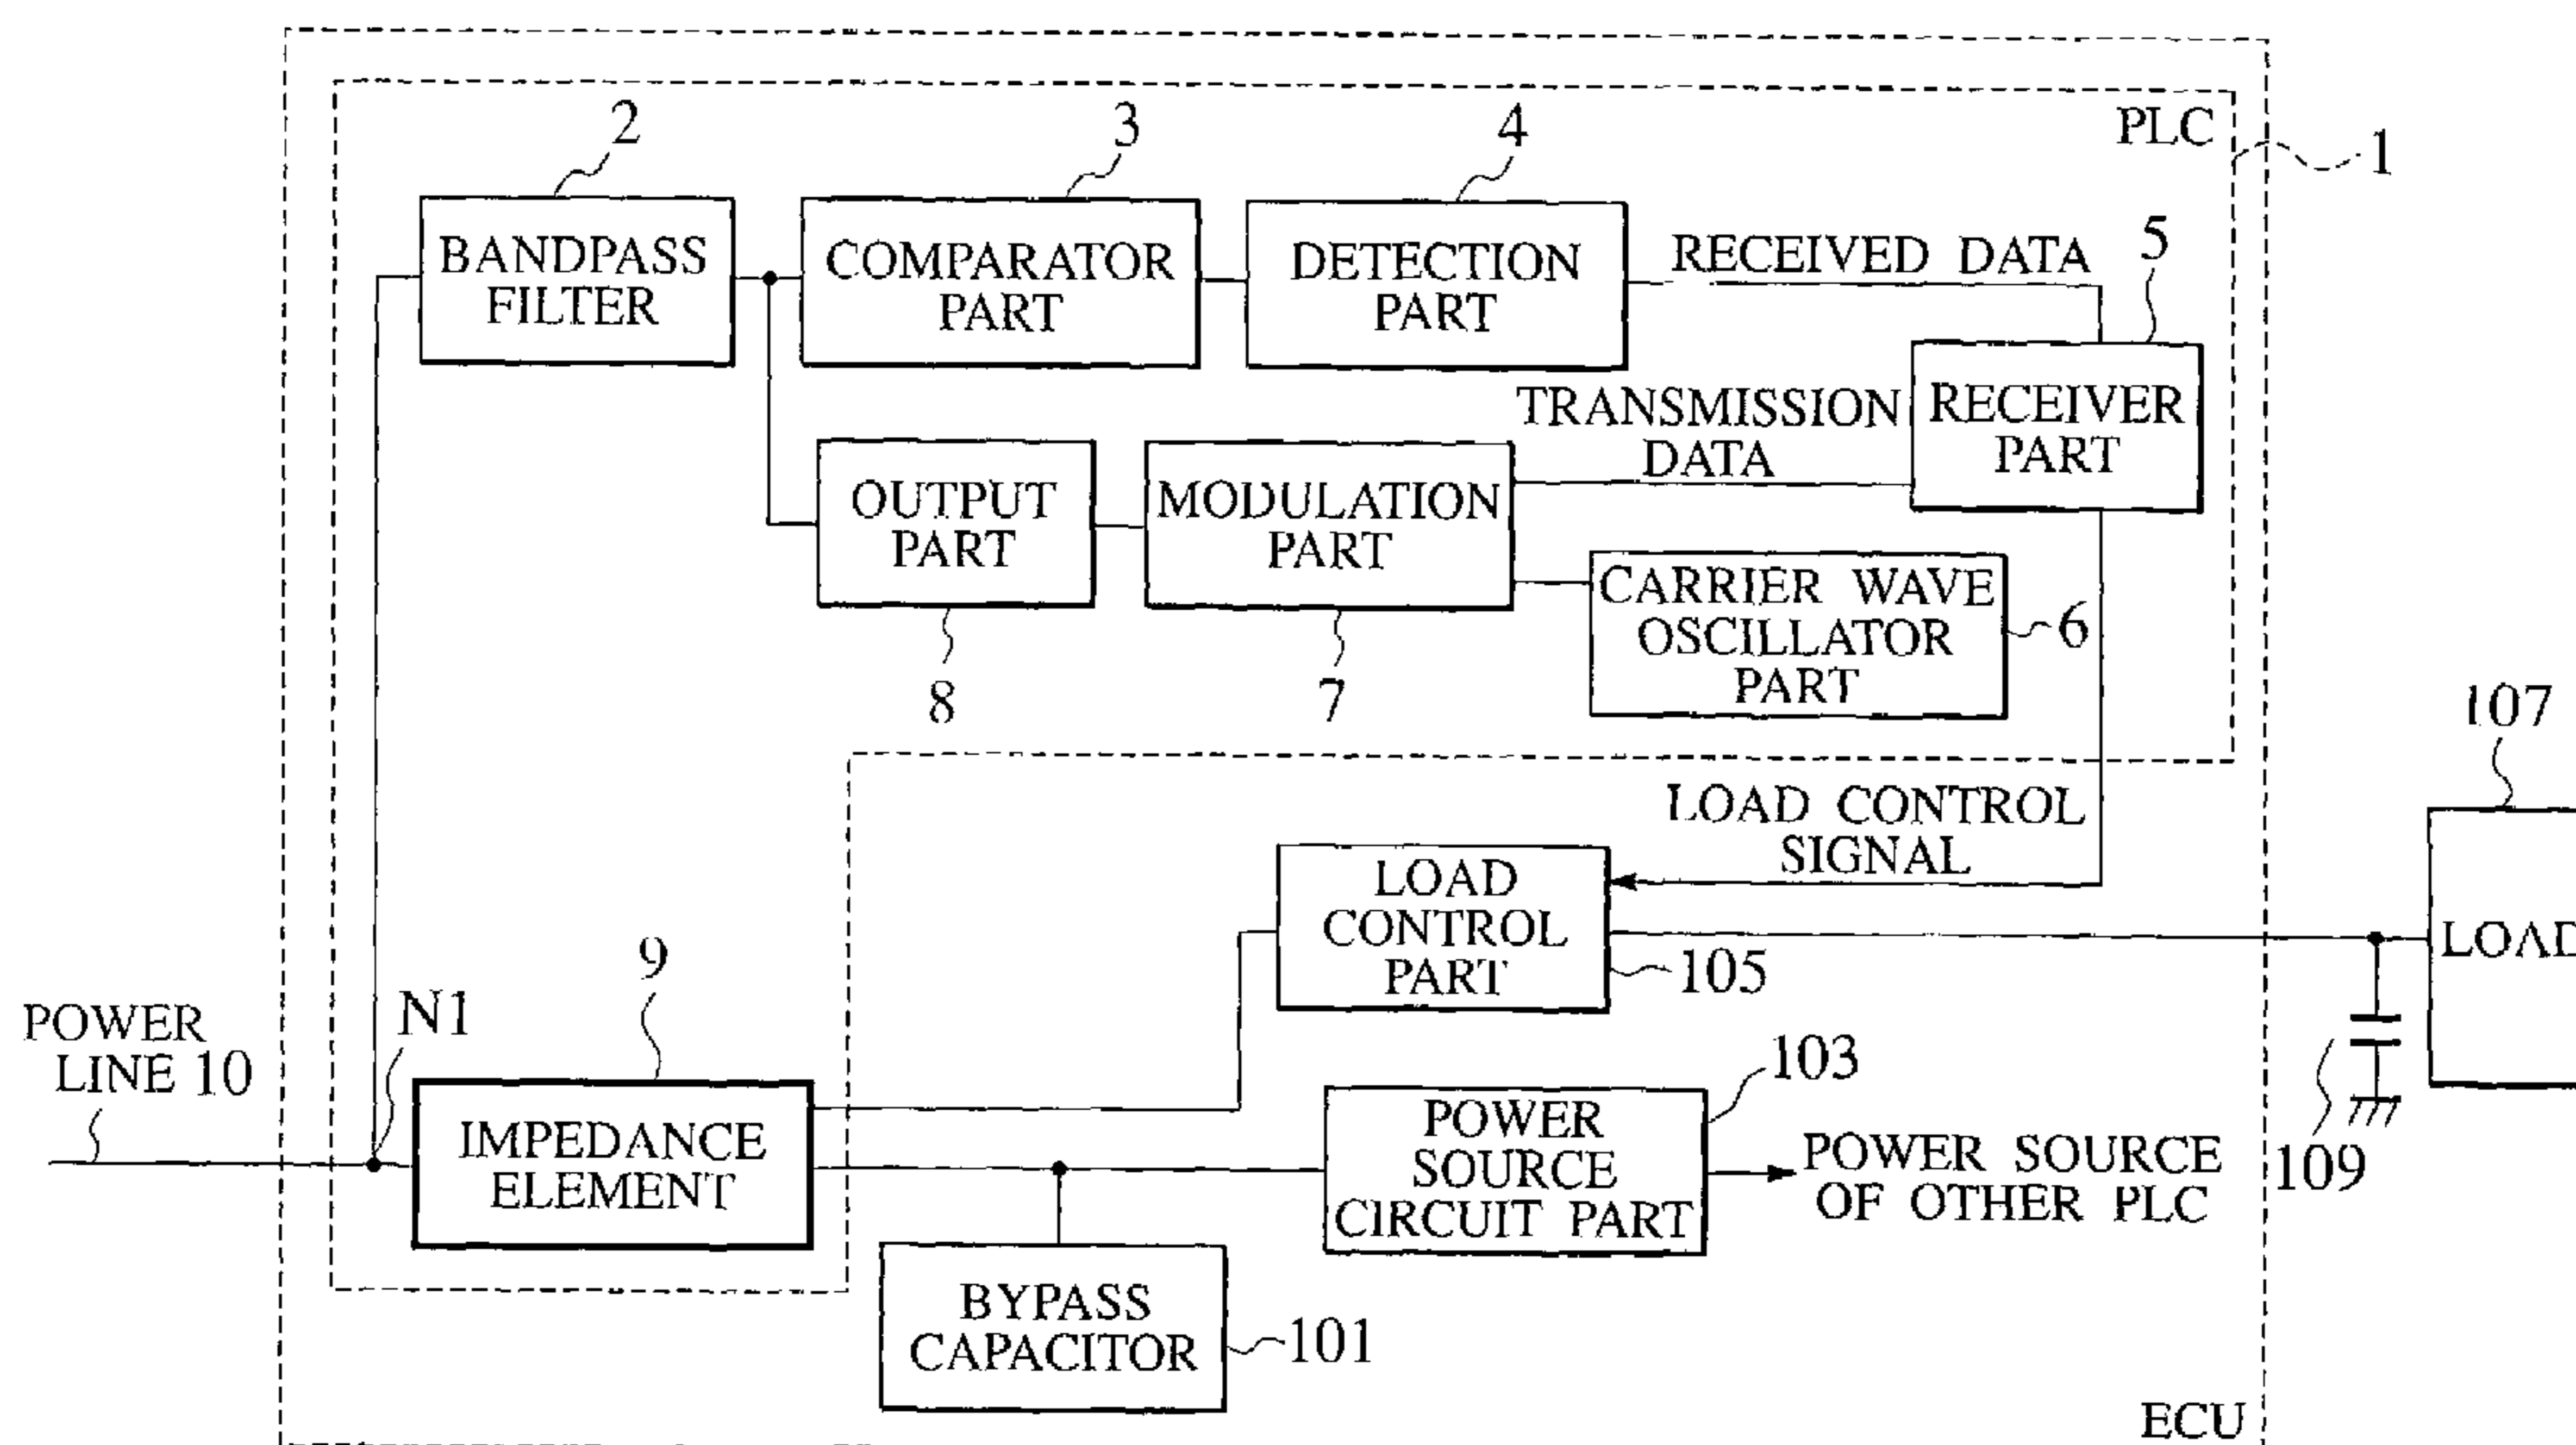 PLC
1
2
3
4
BANDPASS
FILTER
COMPARATOR
PART
DETECTION
PART
RECEIVED DATA
5
RECEIVER
PART
TRANSMISSION
DATA
OUTPUT
PART
MODULATION
PART
CARRIER WAVE
OSCILLATOR
PART
6
8
7
107
LOAD CONTROL
SIGNAL
LOAD
CONTROL
PART
105
LOAD
109
POWER
LINE 10
N1
9
IMPEDANCE
ELEMENT
103
POWER
SOURCE
CIRCUIT PART
POWER SOURCE
OF OTHER PLC
BYPASS
CAPACITOR
101
ECU